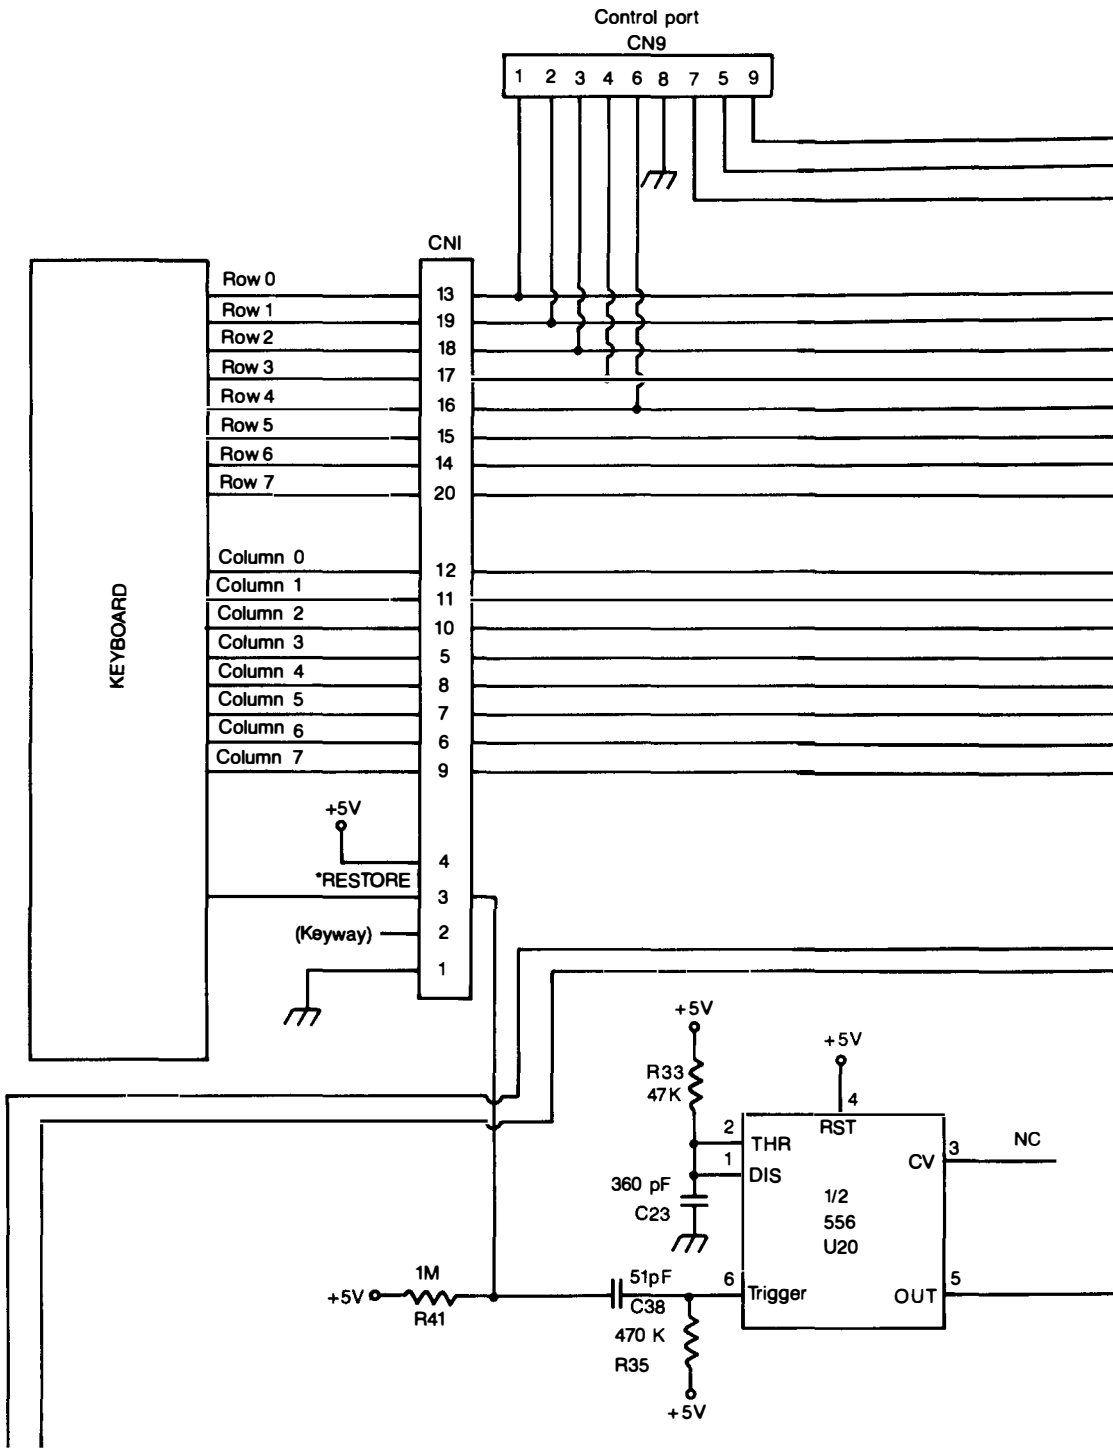 Control port
CN9
1 2 3 4 6 8 7 5 9
CNI
Row 0
13
Row 1
19
Row 2
18
Row 3
17
Row 4
16
Row 5
15
Row 6
14
Row 7
20
KEYBOARD
Column 0
12
Column 1
11
Column 2
10
Column 3
5
Column 4
8
Column 5
7
Column 6
6
Column 7
9
+5V
4
*RESTORE
3
(Keyway)
2
1
+5V
R33
47K
+5V
4
RST
2
THR
1
DIS
CV
3
NC
360 pF
C23
1/2
556
U20
+5V
1M
R41
51pF
C38
6
Trigger
OUT
5
470 K
R35
+5V